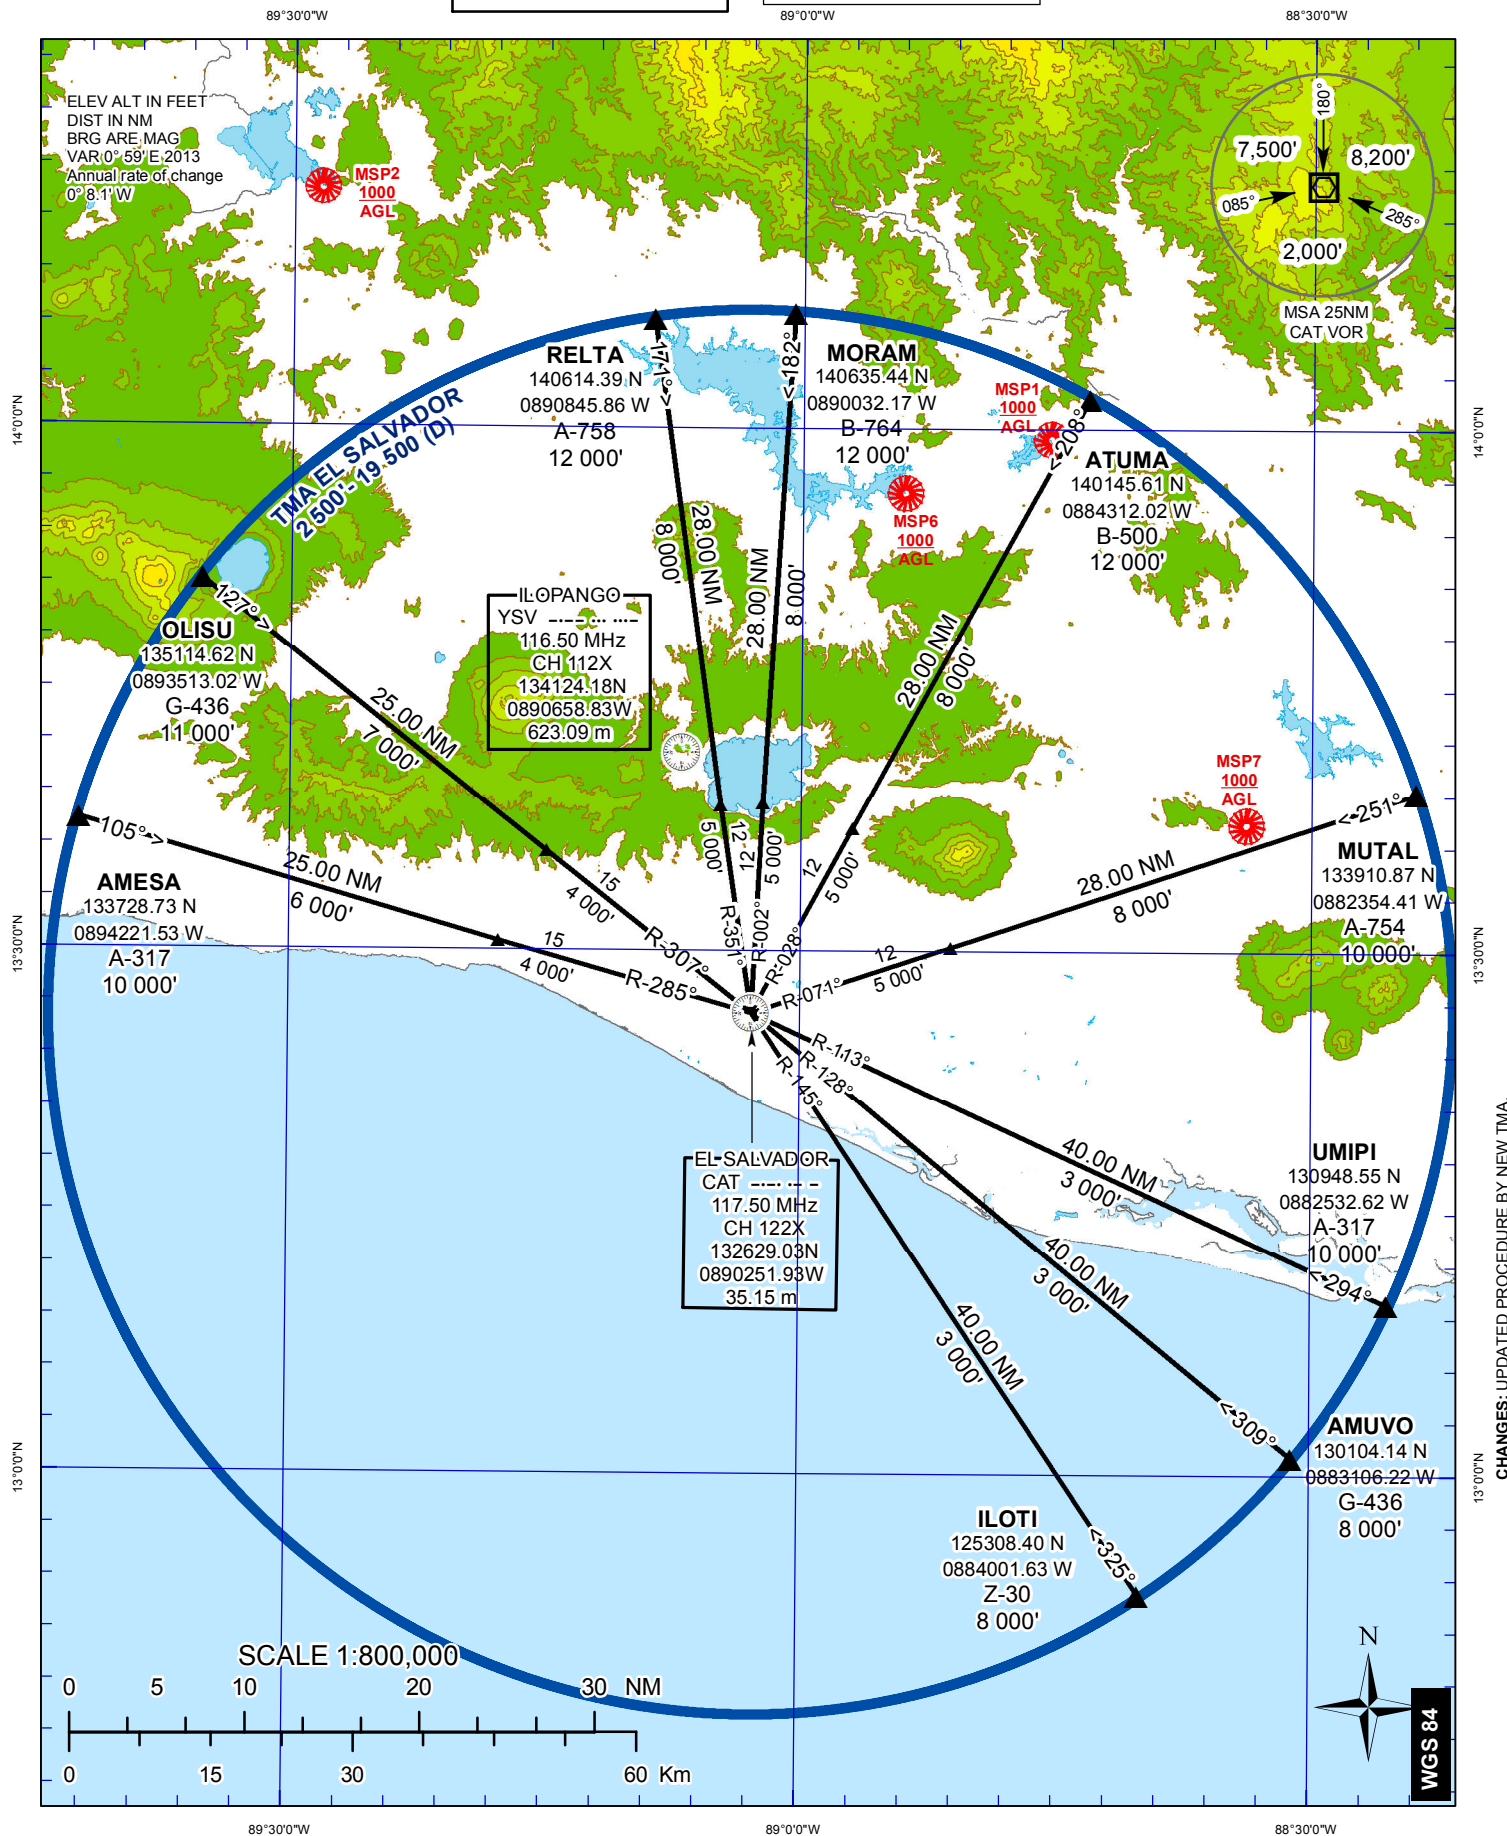 89°30'0"W
89°0'0"W
88°30'0"W
ELEV ALT IN FEET
DIST IN NM
BRG ARE MAG
VAR 0° 59' E 2013
Annual rate of change
0° 8.1' W
MSP2
1000
AGL
180°
7,500'
8,200'
085°
285°
2,000'
MSA 25NM
CAT VOR
14°0'0"N
14°0'0"N
TMA EL SALVADOR
2 500'- 19 500 (D)
RELTA
140614.39 N
0890845.86 W
A-758
12 000'
171°>
<-182°
MORAM
140635.44 N
0890032.17 W
B-764
12 000'
MSP1
1000
AGL
<-208°
ATUMA
140145.61 N
0884312.02 W
B-500
12 000'
MSP6
1000
AGL
28.00 NM
8 000'
28.00 NM
8 000'
28.00 NM
8 000'
127°->
OLISU
135114.62 N
0893513.02 W
G-436
11 000'
ILOPANGO
YSV
116.50 MHz
CH 112X
134124.18N
0890658.83W
623.09 m
25.00 NM
7 000'
105°->
25.00 NM
6 000'
AMESA
133728.73 N
0894221.53 W
A-317
10 000'
MSP7
1000
AGL
<-251°
28.00 NM
8 000'
MUTAL
133910.87 N
0882354.41 W
A-754
10 000'
12
5 000'
12
5 000'
12
5 000'
15
4 000'
15
4 000'
12
5 000'
13°30'0"N
13°30'0"N
R-285°
R-307°
R-351°
R-002°
R-028°
R-071°
R-113°
R-128°
R-145°
EL SALVADOR
CAT
117.50 MHz
CH 122X
132629.03N
0890251.93W
35.15 m
40.00 NM
3 000'
40.00 NM
3 000'
40.00 NM
3 000'
UMIPI
130948.55 N
0882532.62 W
A-317
10 000'
<-294°
<-309°
AMUVO
130104.14 N
0883106.22 W
G-436
8 000'
<-325°
ILOTI
125308.40 N
0884001.63 W
Z-30
8 000'
13°0'0"N
13°0'0"N
CHANGES: UPDATED PROCEDURE BY NEW TMA.
SCALE 1:800,000
0 5 10 20 30 NM
0 15 30 60 Km
N
WGS 84
89°30'0"W
89°0'0"W
88°30'0"W